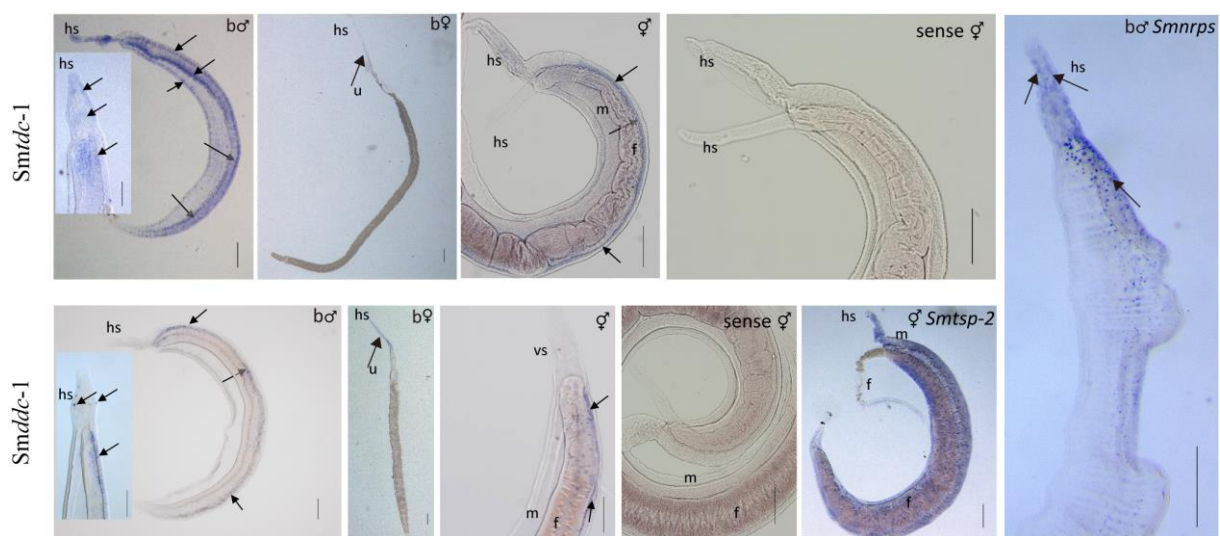 Smtdc-1
hs
b♂
hs
hs
b♀
u
⚥
hs
m
hs
f
sense ⚥
hs
hs
b♂ Smnrps
hs
Smddc-1
b♂
hs
hs
b♀
hs
u
⚥
vs
m
f
sense ⚥
m
f
⚥ Smtsp-2
hs
m
f
f